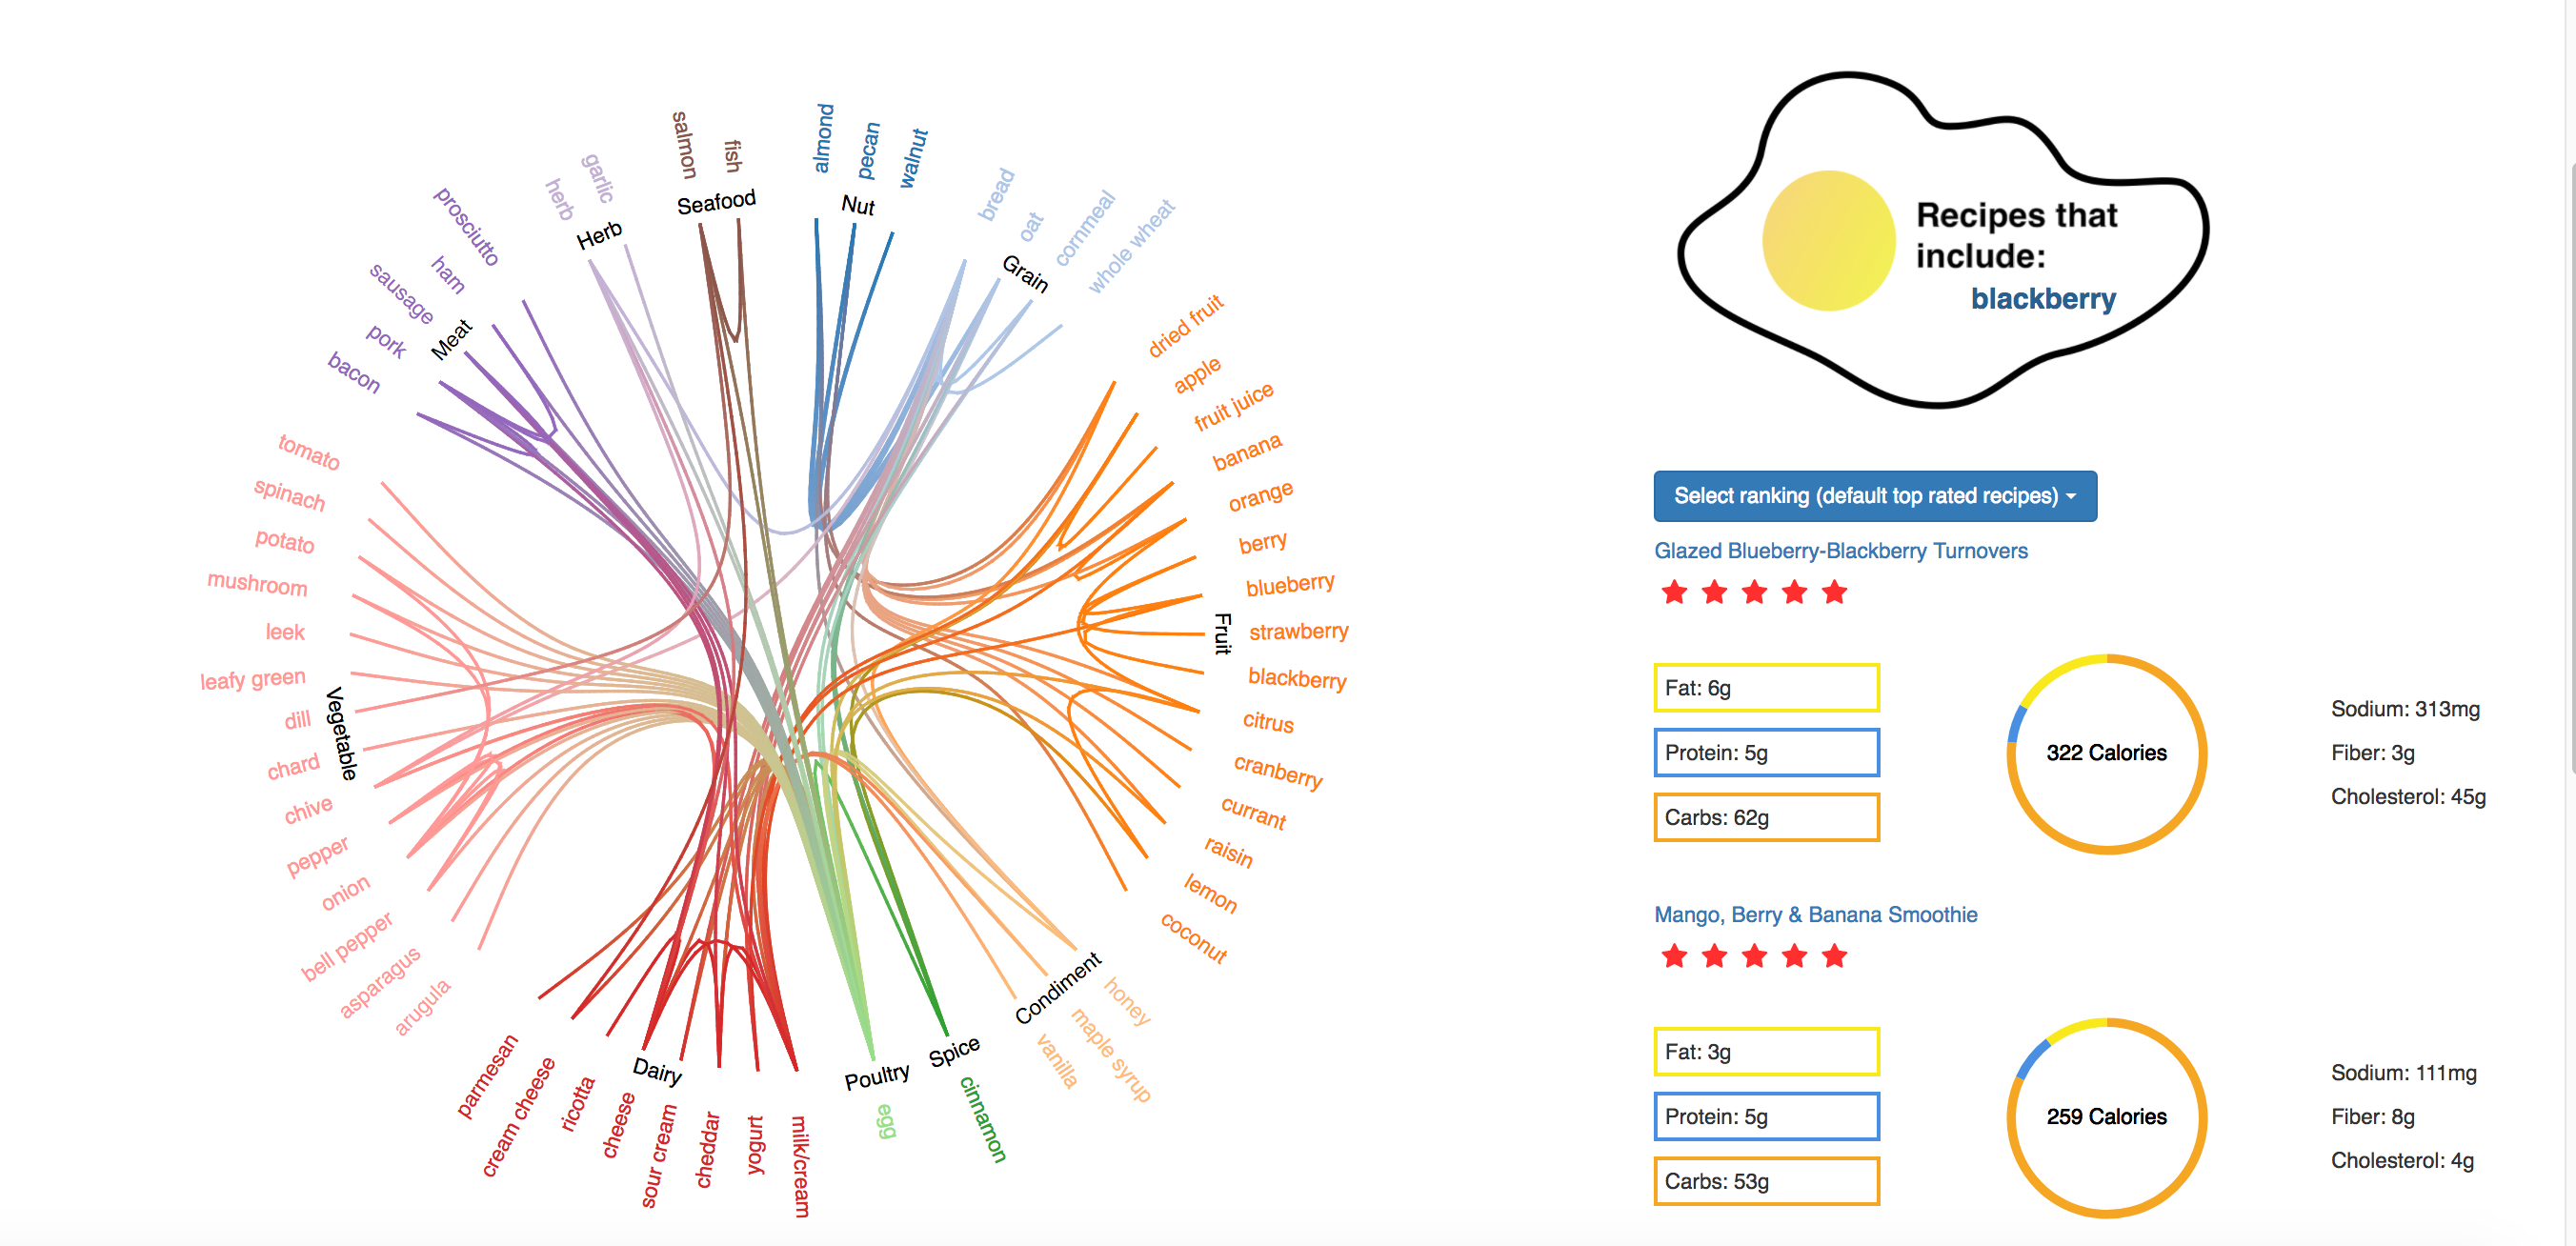 salmon
fish
Seafood
almond
pecan
walnut
Nut
bread
oat
cornmeal
whole wheat
Grain
dried fruit
apple
fruit juice
banana
orange
berry
blueberry
strawberry
blackberry
citrus
cranberry
currant
raisin
lemon
coconut
Fruit
honey
maple syrup
vanilla
Condiment
Spice
cinnamon
Poultry
egg
Dairy
milk/cream
yogurt
cheddar
sour cream
cheese
ricotta
cream cheese
parmesan
arugula
asparagus
bell pepper
onion
pepper
chive
chard
dill
leafy green
leek
mushroom
potato
spinach
tomato
Vegetable
bacon
pork
sausage
ham
prosciutto
Meat
herb
garlic
Herb
Recipes that
include:
blackberry
Select ranking (default top rated recipes)
Glazed Blueberry-Blackberry Turnovers
Fat: 6g
Protein: 5g
Carbs: 62g
322 Calories
Sodium: 313mg
Fiber: 3g
Cholesterol: 45g
Mango, Berry & Banana Smoothie
Fat: 3g
Protein: 5g
Carbs: 53g
259 Calories
Sodium: 111mg
Fiber: 8g
Cholesterol: 4g